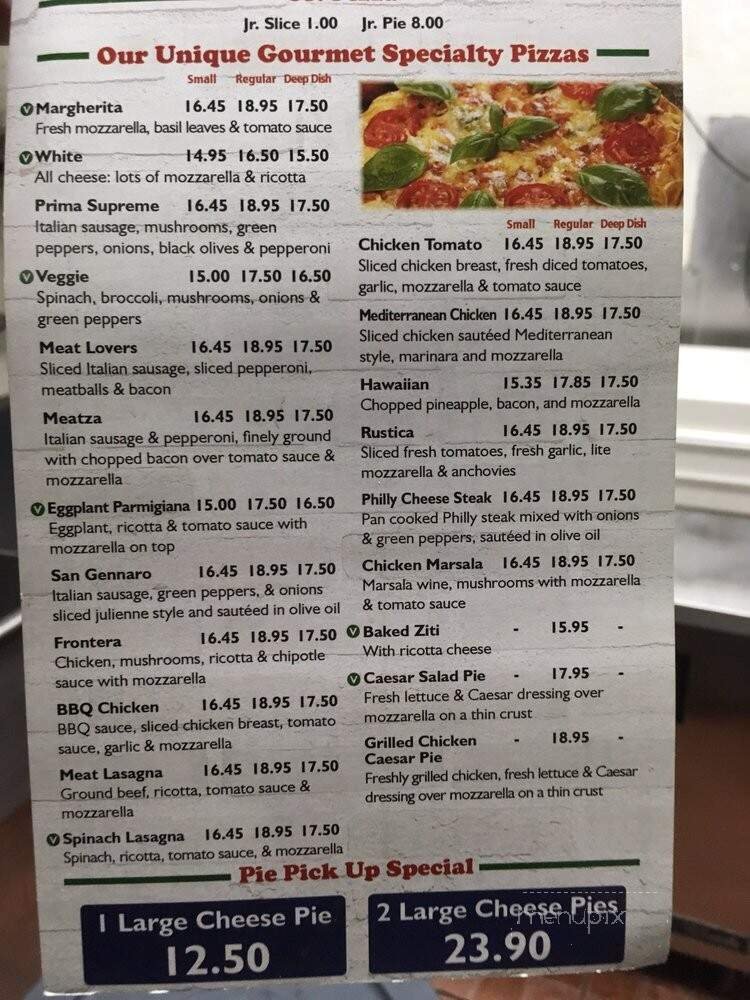 Jr. Slice 1.00 Jr. Pie 8.00
Our Unique Gourmet Specialty Pizzas
Small Regular Deep Dish
V Margherita 16.45 18.95 17.50
Fresh mozzarella, basil leaves & tomato sauce
V White 14.95 16.50 15.50
All cheese: lots of mozzarella & ricotta
Prima Supreme 16.45 18.95 17.50
Italian sausage, mushrooms, green
peppers, onions, black olives & pepperoni
V Veggie 15.00 17.50 16.50
Spinach, broccoli, mushrooms, onions &
green peppers
Meat Lovers 16.45 18.95 17.50
Sliced Italian sausage, sliced pepperoni,
meatballs & bacon
Meatza 16.45 18.95 17.50
Italian sausage & pepperoni, finely ground
with chopped bacon over tomato sauce &
mozzarella
V Eggplant Parmigiana 15.00 17.50 16.50
Eggplant, ricotta & tomato sauce with
mozzarella on top
San Gennaro 16.45 18.95 17.50
Italian sausage, green peppers, & onions
sliced julienne style and sautéed in olive oil
Frontera 16.45 18.95 17.50
Chicken, mushrooms, ricotta & chipotle
sauce with mozzarella
BBQ Chicken 16.45 18.95 17.50
BBQ sauce, sliced chicken breast, tomato
sauce, garlic & mozzarella
Meat Lasagna 16.45 18.95 17.50
Ground beef, ricotta, tomato sauce &
mozzarella
V Spinach Lasagna 16.45 18.95 17.50
Spinach, ricotta, tomato sauce, & mozzarella
Small Regular Deep Dish
Chicken Tomato 16.45 18.95 17.50
Sliced chicken breast, fresh diced tomatoes,
garlic, mozzarella & tomato sauce
Mediterranean Chicken 16.45 18.95 17.50
Sliced chicken sautéed Mediterranean
style, marinara and mozzarella
Hawaiian 15.35 17.85 17.50
Chopped pineapple, bacon, and mozzarella
Rustica 16.45 18.95 17.50
Sliced fresh tomatoes, fresh garlic, lite
mozzarella & anchovies
Philly Cheese Steak 16.45 18.95 17.50
Pan cooked Philly steak mixed with onions
& green peppers, sautéed in olive oil
Chicken Marsala 16.45 18.95 17.50
Marsala wine, mushrooms with mozzarella
& tomato sauce
V Baked Ziti - 15.95 -
With ricotta cheese
V Caesar Salad Pie - 17.95 -
Fresh lettuce & Caesar dressing over
mozzarella on a thin crust
Grilled Chicken - 18.95 -
Caesar Pie
Freshly grilled chicken, fresh lettuce & Caesar
dressing over mozzarella on a thin crust
Pie Pick Up Special
1 Large Cheese Pie
12.50
2 Large Cheese Pies
23.90
menupix